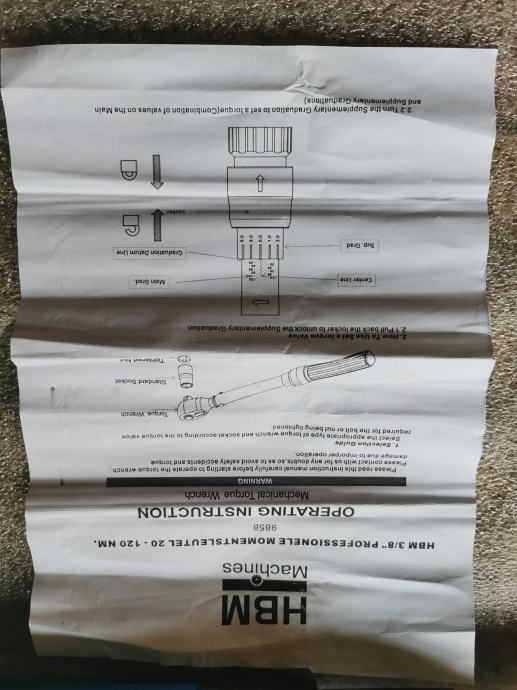 HBM
Machines
HBM 3/8" PROFESSIONELE MOMENTSLEUTEL 20 - 120 NM.
9858
OPERATING INSTRUCTION
Mechanical Torque Wrench
WARNING
Please read this instruction manual carefully before staring to operate the torque wrench.
Please contact with us for any doubts,so as to avoid safety accidents and torque
damage due to imporper operation.
1. Selection Guide
Select the appropriate type of torque wrench and socket according to the torque value
required for the bolt or nut being tightened.
Torque Wrench
Standard Socket
Tightened Nut
2. How To Use Set a torque Value
2.1 Pull back the locker to unlock the Supplementary Graduation
Center Line
Main Grad.
Sup. Grad
Graduation Datum Line
Locker
2.2 Turn the Supplementary Graduation to set a torque(Combination of values on the Main
and Supplementary Graduations)